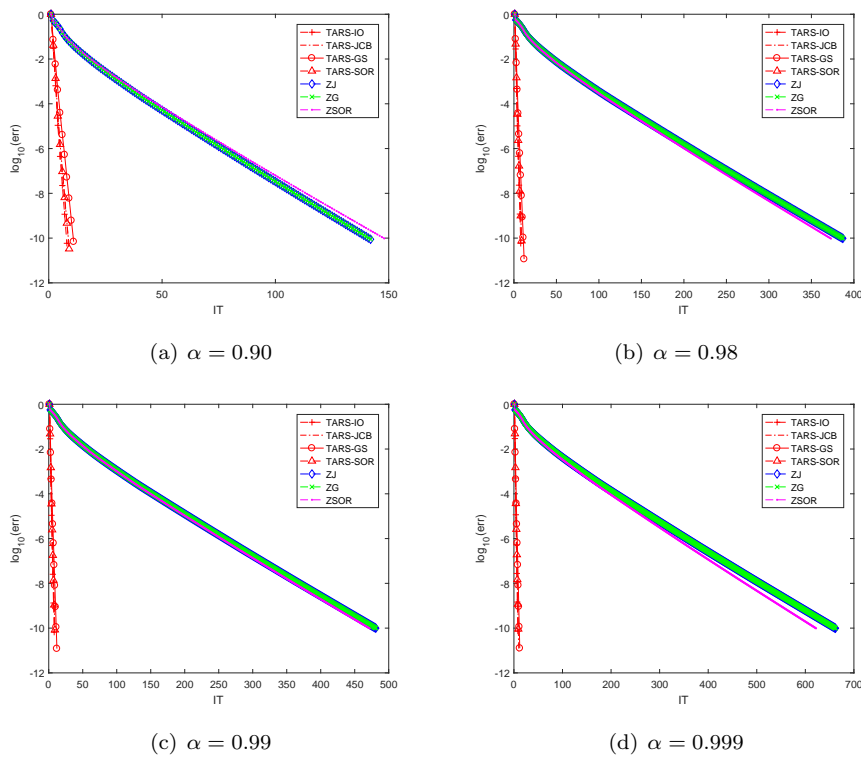 0
-2
-4
-6
-8
-10
-12
log10(err)
0 50 100 150
IT
TARS-IO
TARS-JCB
TARS-GS
TARS-SOR
ZJ
ZG
ZSOR
(a) α = 0.90
0
-2
-4
-6
-8
-10
-12
log10(err)
0 50 100 150 200 250 300 350 400
IT
TARS-IO
TARS-JCB
TARS-GS
TARS-SOR
ZJ
ZG
ZSOR
(b) α = 0.98
0
-2
-4
-6
-8
-10
-12
log10(err)
0 50 100 150 200 250 300 350 400 450 500
IT
TARS-IO
TARS-JCB
TARS-GS
TARS-SOR
ZJ
ZG
ZSOR
(c) α = 0.99
0
-2
-4
-6
-8
-10
-12
log10(err)
0 100 200 300 400 500 600 700
IT
TARS-IO
TARS-JCB
TARS-GS
TARS-SOR
ZJ
ZG
ZSOR
(d) α = 0.999